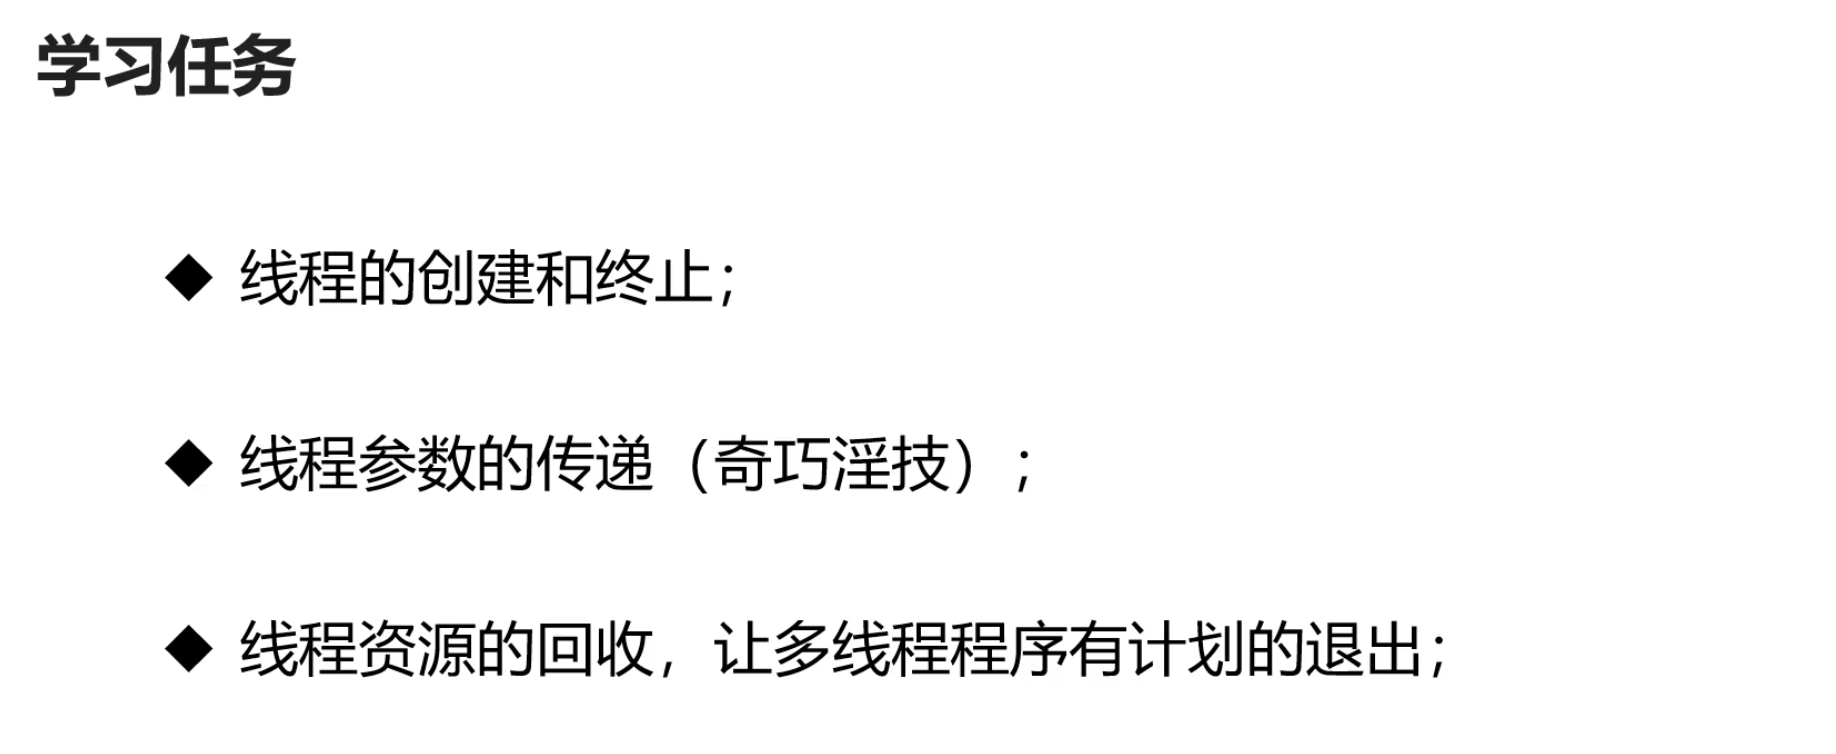 学习任务
◆ 线程的创建和终止；
◆ 线程参数的传递（奇巧淫技）；
◆ 线程资源的回收，让多线程程序有计划的退出；